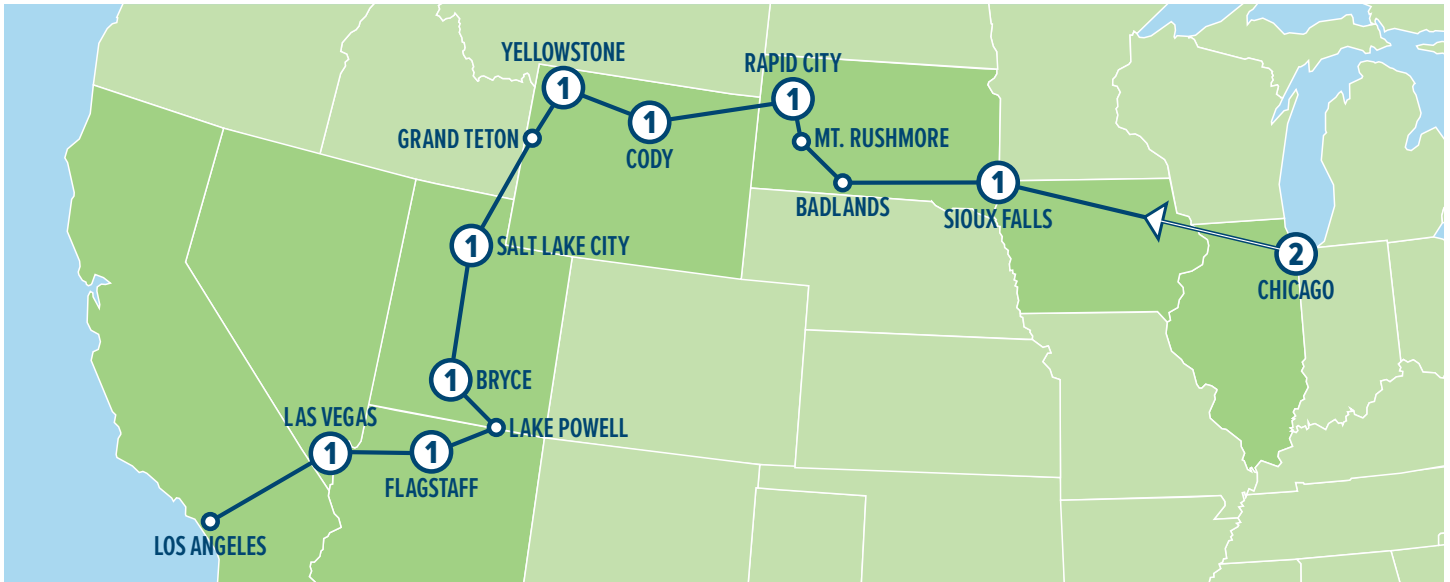 YELLOWSTONE
1
RAPID CITY
1
1
CODY
GRAND TETON
MT. RUSHMORE
BADLANDS
1
SIOUX FALLS
2
CHICAGO
1
SALT LAKE CITY
1
BRYCE
LAKE POWELL
LAS VEGAS
1
1
FLAGSTAFF
LOS ANGELES